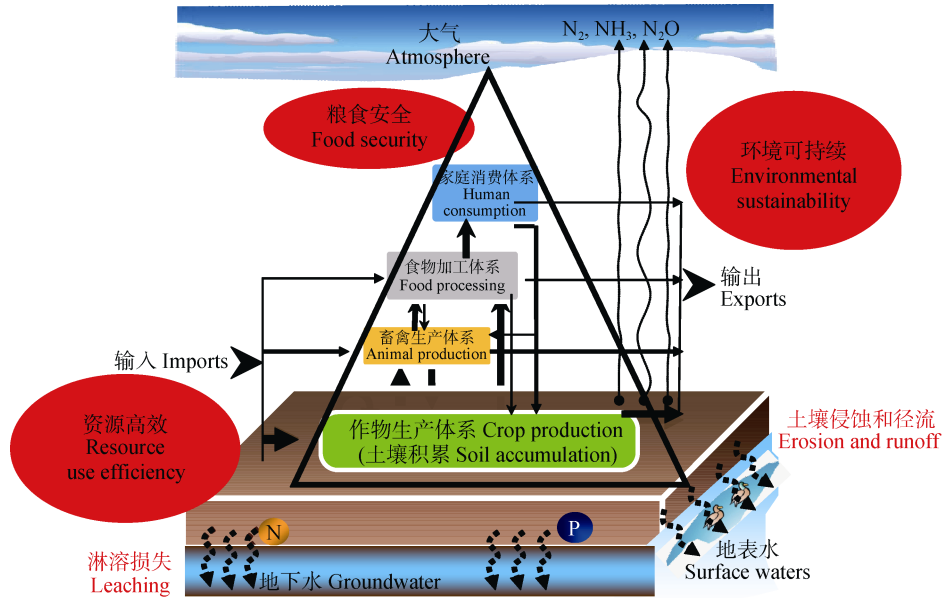 大气
Atmosphere
N₂, NH₃, N₂O
粮食安全
Food security
环境可持续
Environmental
sustainability
家庭消费体系
Human
consumption
食物加工体系
Food processing
输出
Exports
畜禽生产体系
Animal production
输入 Imports
资源高效
Resource
use efficiency
作物生产体系 Crop production
(土壤积累 Soil accumulation)
土壤侵蚀和径流
Erosion and runoff
N
P
淋溶损失
Leaching
地下水 Groundwater
地表水
Surface waters